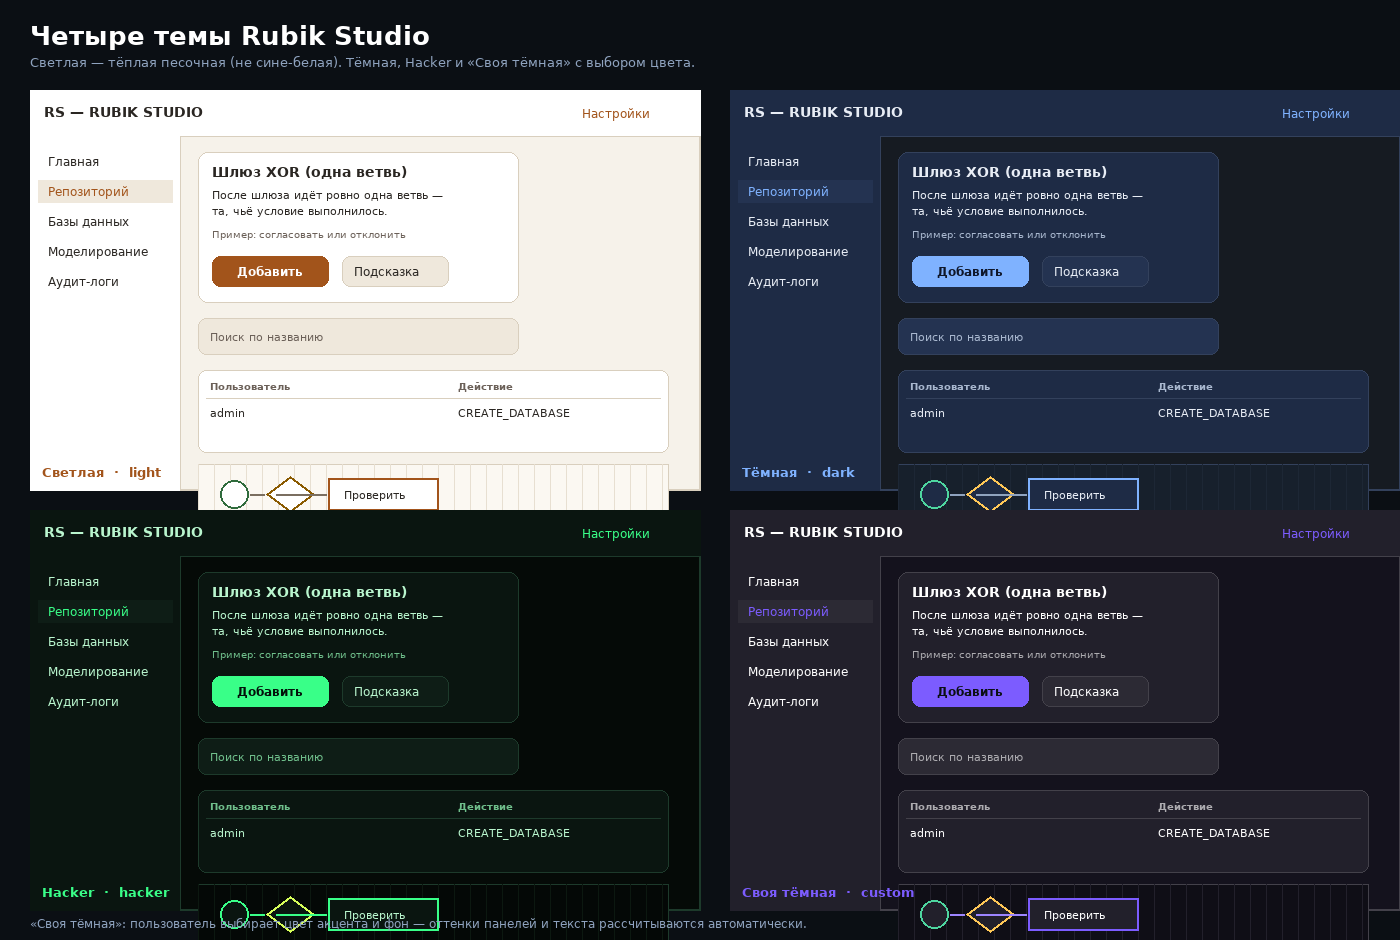 Четыре темы Rubik Studio
Светлая — тёплая песочная (не сине-белая). Тёмная, Hacker и «Своя тёмная» с выбором цвета.
RS — RUBIK STUDIO
Настройки
Главная
Репозиторий
Базы данных
Моделирование
Аудит-логи
Шлюз XOR (одна ветвь)
После шлюза идёт ровно одна ветвь —
та, чьё условие выполнилось.
Пример: согласовать или отклонить
Добавить
Подсказка
Поиск по названию
Пользователь
Действие
admin
CREATE_DATABASE
Проверить
Светлая · light
RS — RUBIK STUDIO
Настройки
Главная
Репозиторий
Базы данных
Моделирование
Аудит-логи
Шлюз XOR (одна ветвь)
После шлюза идёт ровно одна ветвь —
та, чьё условие выполнилось.
Пример: согласовать или отклонить
Добавить
Подсказка
Поиск по названию
Пользователь
Действие
admin
CREATE_DATABASE
Проверить
Тёмная · dark
RS — RUBIK STUDIO
Настройки
Главная
Репозиторий
Базы данных
Моделирование
Аудит-логи
Шлюз XOR (одна ветвь)
После шлюза идёт ровно одна ветвь —
та, чьё условие выполнилось.
Пример: согласовать или отклонить
Добавить
Подсказка
Поиск по названию
Пользователь
Действие
admin
CREATE_DATABASE
Проверить
Hacker · hacker
RS — RUBIK STUDIO
Настройки
Главная
Репозиторий
Базы данных
Моделирование
Аудит-логи
Шлюз XOR (одна ветвь)
После шлюза идёт ровно одна ветвь —
та, чьё условие выполнилось.
Пример: согласовать или отклонить
Добавить
Подсказка
Поиск по названию
Пользователь
Действие
admin
CREATE_DATABASE
Проверить
Своя тёмная · custom
«Своя тёмная»: пользователь выбирает цвет акцента и фон — оттенки панелей и текста рассчитываются автоматически.